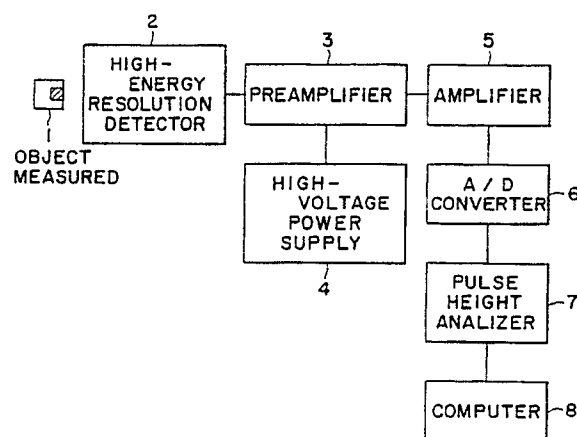 2
HIGH-
ENERGY
RESOLUTION
DETECTOR
3
PREAMPLIFIER
5
AMPLIFIER
1
OBJECT
MEASURED
HIGH-
VOLTAGE
POWER
SUPPLY
4
A / D
CONVERTER
6
PULSE
HEIGHT
ANALIZER
7
COMPUTER
8